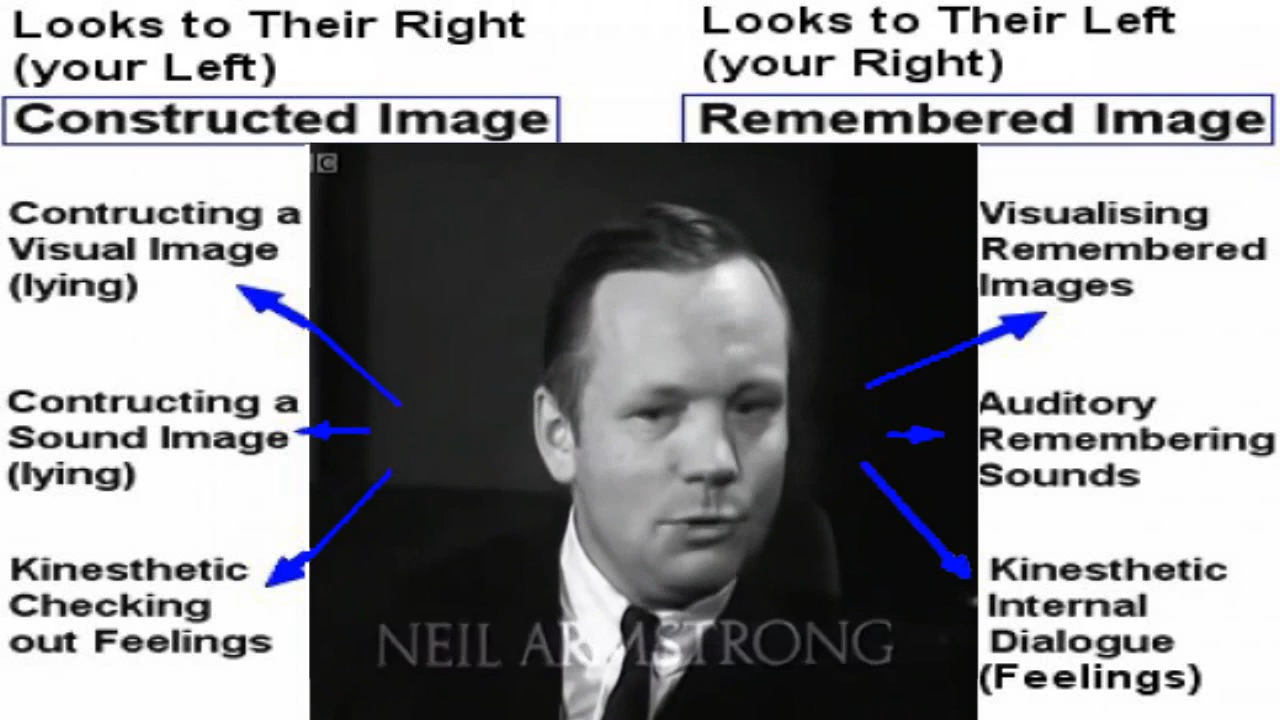 Looks to Their Right
(your Left)
Constructed Image
Looks to Their Left
(your Right)
Remembered Image
C
Contructing a
Visual Image
(lying)
Contructing a
Sound Image
(lying)
Kinesthetic
Checking
out Feelings
Visualising
Remembered
Images
Auditory
Remembering
Sounds
Kinesthetic
Internal
Dialogue
(Feelings)
NEIL ARMSTRONG